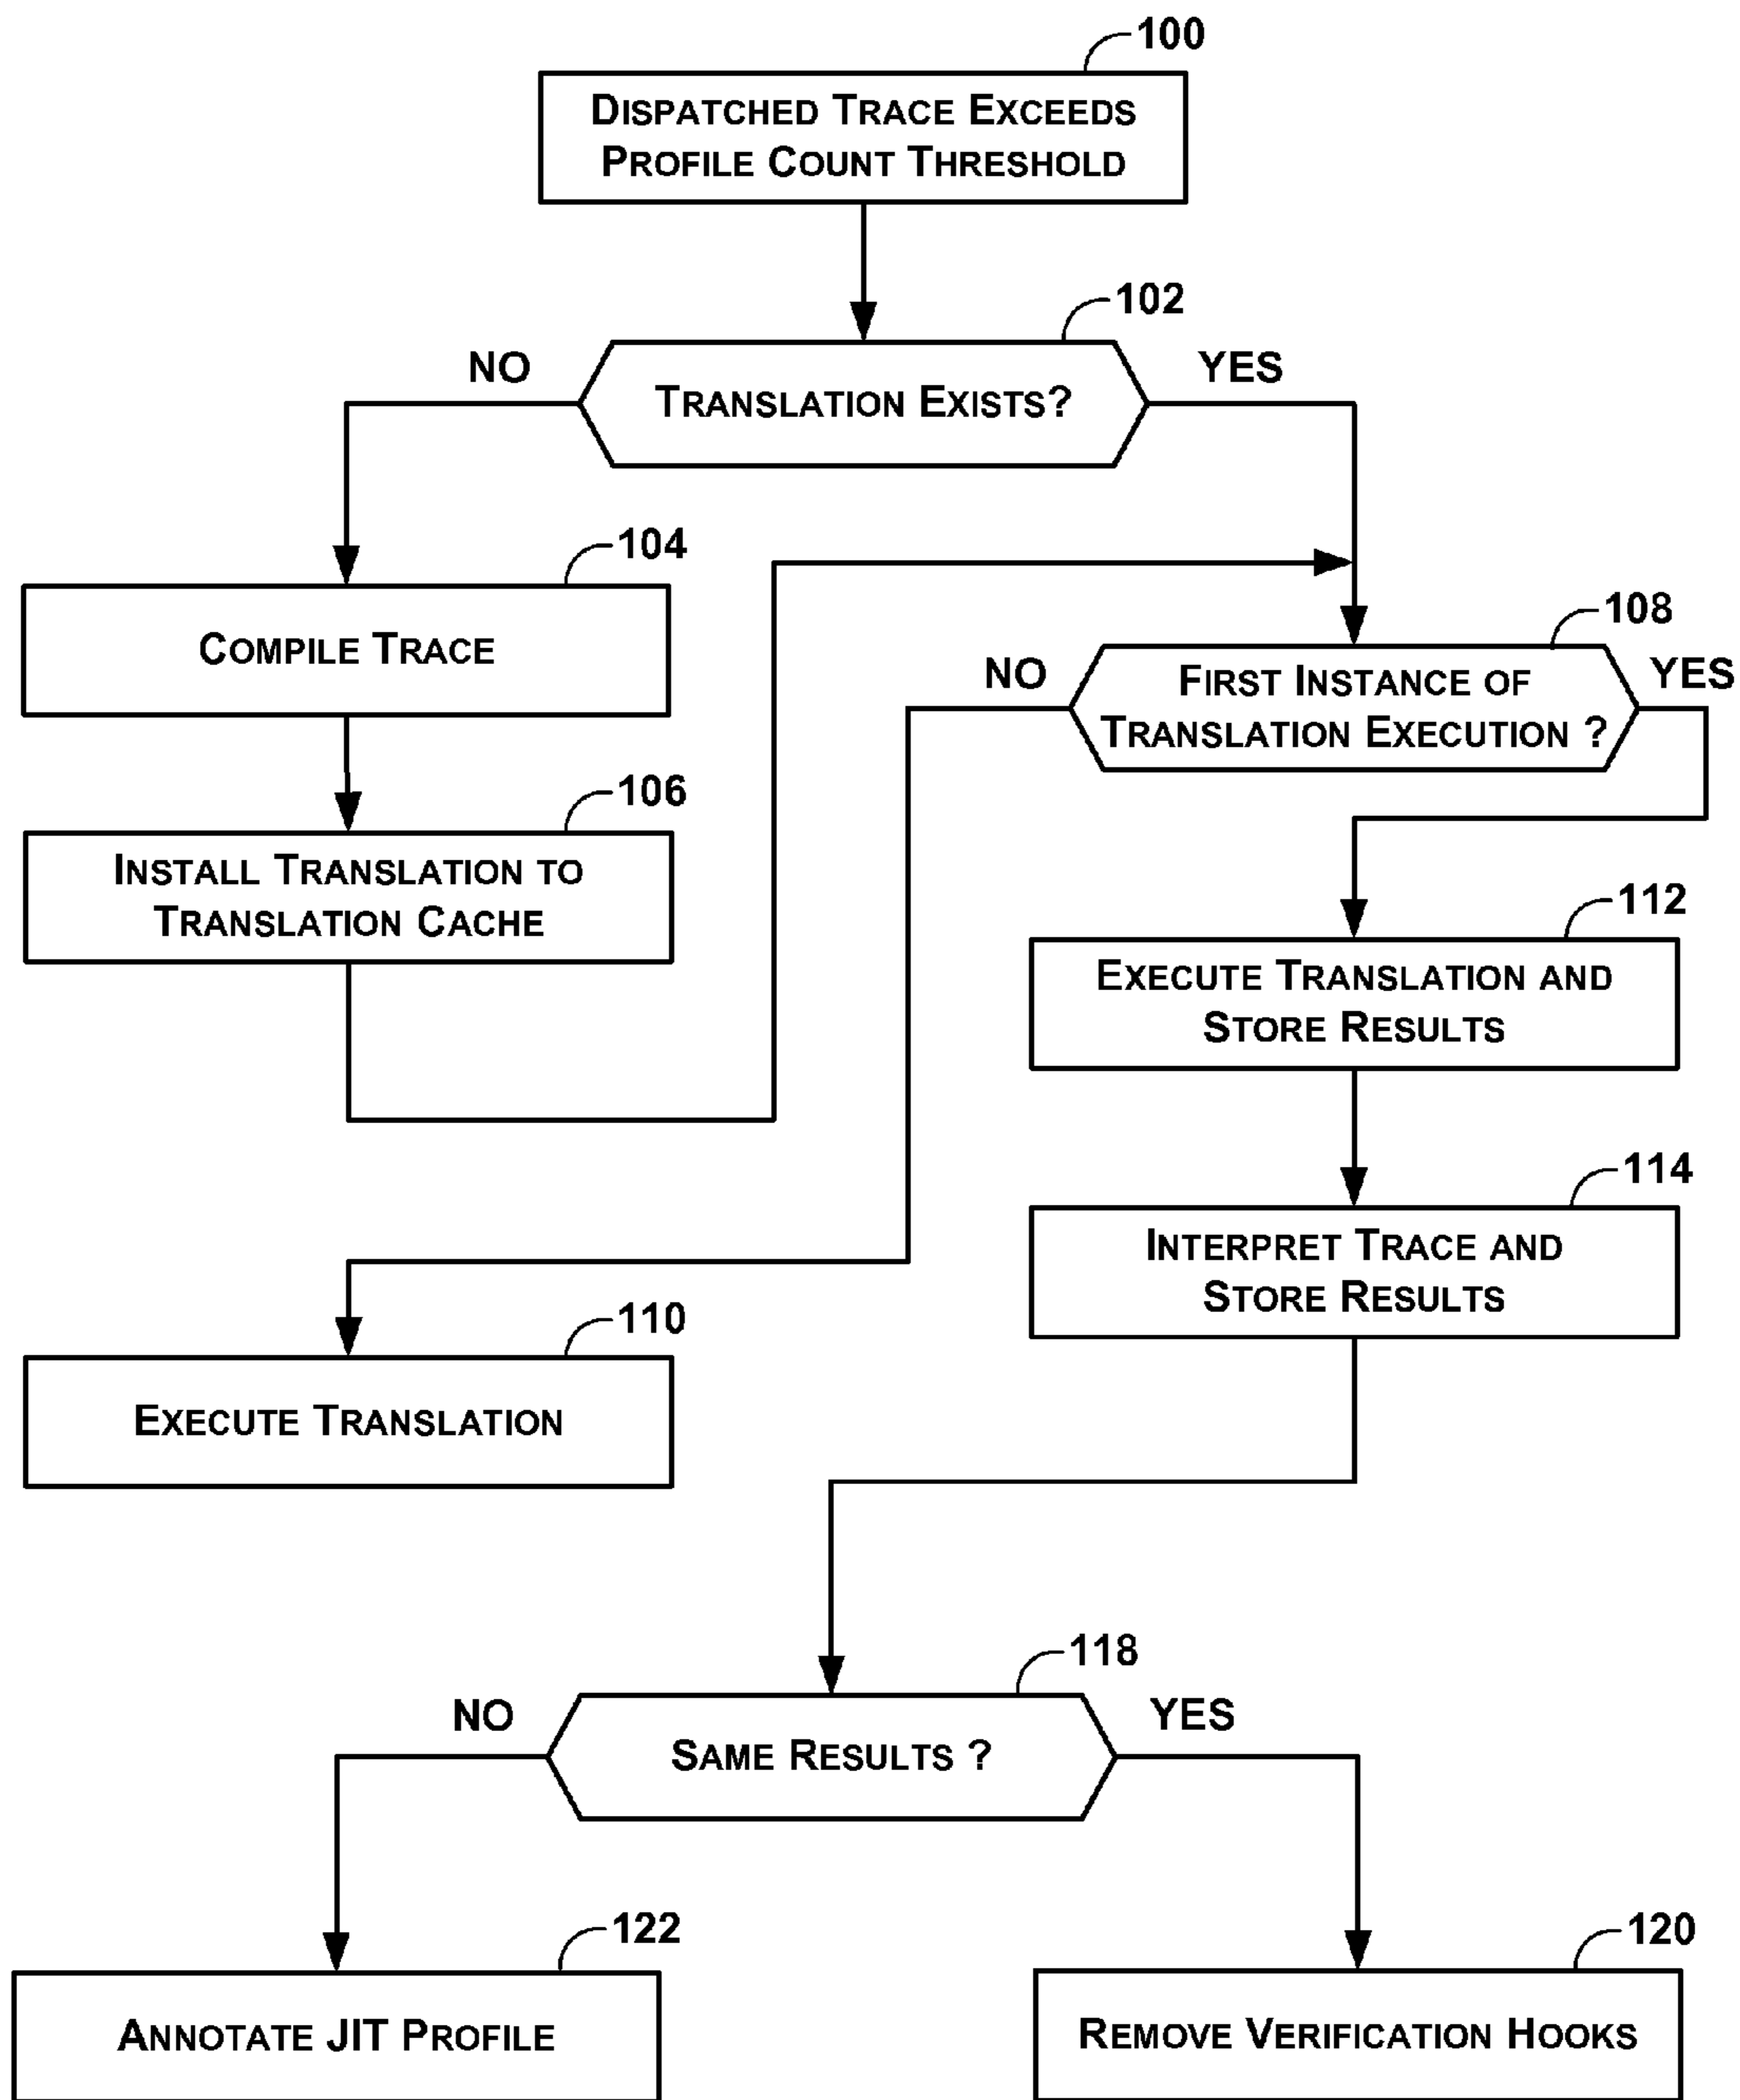 100
DISPATCHED TRACE EXCEEDS
PROFILE COUNT THRESHOLD
102
NO
YES
TRANSLATION EXISTS?
104
COMPILE TRACE
108
NO
YES
FIRST INSTANCE OF
TRANSLATION EXECUTION ?
106
INSTALL TRANSLATION TO
TRANSLATION CACHE
112
EXECUTE TRANSLATION AND
STORE RESULTS
114
INTERPRET TRACE AND
STORE RESULTS
110
EXECUTE TRANSLATION
118
NO
YES
SAME RESULTS ?
122
ANNOTATE JIT PROFILE
120
REMOVE VERIFICATION HOOKS